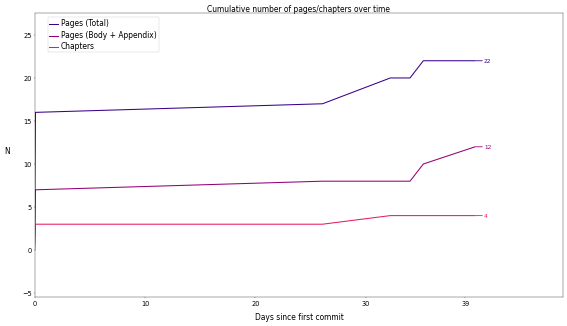 Cumulative number of pages/chapters over time
Pages (Total)
Pages (Body + Appendix)
Chapters
25
20
15
10
5
0
−5
N
22
12
4
0 10 20 30 39
Days since first commit